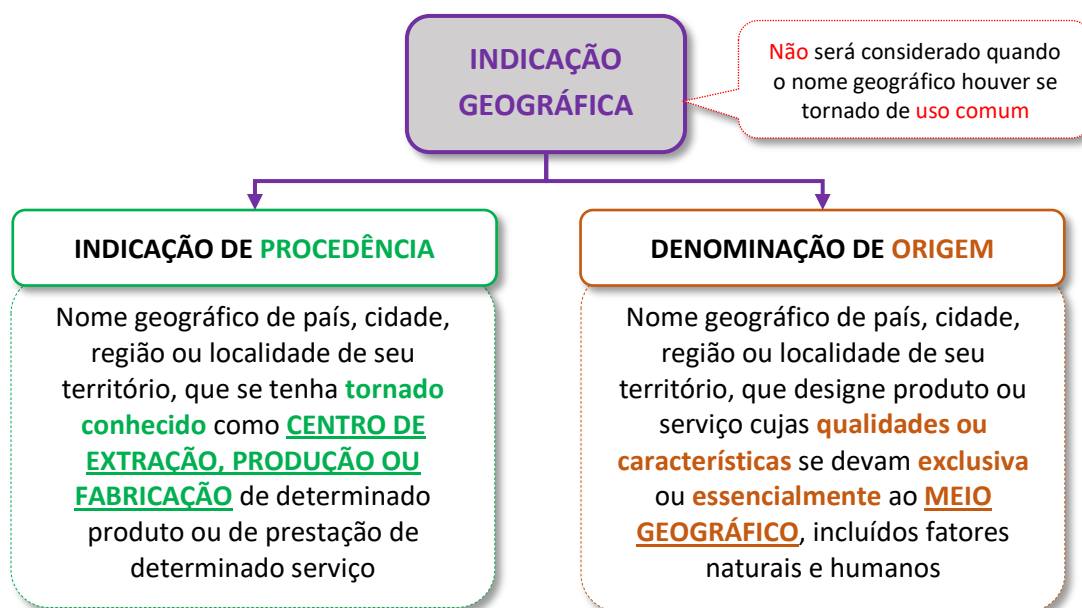 INDICAÇÃO
GEOGRÁFICA
Não será considerado quando
o nome geográfico houver se
tornado de uso comum
INDICAÇÃO DE PROCEDÊNCIA
Nome geográfico de país, cidade,
região ou localidade de seu
território, que se tenha tornado
conhecido como CENTRO DE
EXTRAÇÃO, PRODUÇÃO OU
FABRICAÇÃO de determinado
produto ou de prestação de
determinado serviço
DENOMINAÇÃO DE ORIGEM
Nome geográfico de país, cidade,
região ou localidade de seu
território, que designe produto ou
serviço cujas qualidades ou
características se devam exclusiva
ou essencialmente ao MEIO
GEOGRÁFICO, incluídos fatores
naturais e humanos